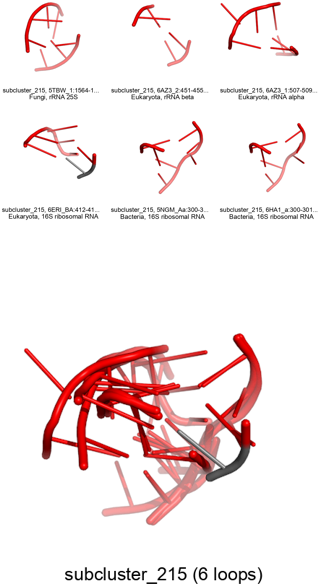 subcluster_215, 5TBW_1:1564-1...
Fungi, rRNA 25S
subcluster_215, 6AZ3_2:451-455...
Eukaryota, rRNA beta
subcluster_215, 6AZ3_1:507-509...
Eukaryota, rRNA alpha
subcluster_215, 6ERI_BA:412-41...
Eukaryota, 16S ribosomal RNA
subcluster_215, 5NGM_Aa:300-3...
Bacteria, 16S ribosomal RNA
subcluster_215, 6HA1_a:300-301...
Bacteria, 16S ribosomal RNA
subcluster_215 (6 loops)